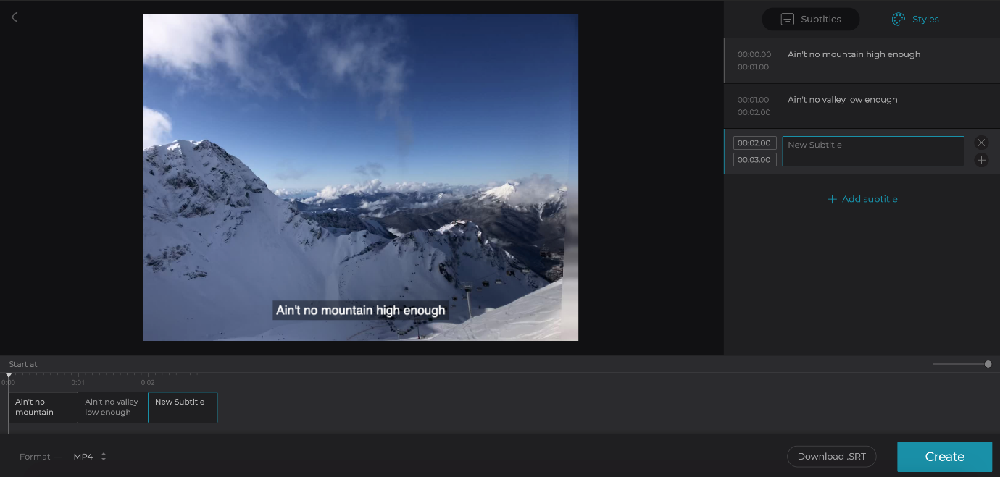 Subtitles
Styles
00:00.00
Ain't no mountain high enough
00:01.00
00:01.00
Ain't no valley low enough
00:02.00
00:02.00
New Subtitle
00:03.00
Add subtitle
Ain't no mountain high enough
Start at
0:00
0:01
0:02
Ain't no
mountain
Ain't no valley
low enough
New Subtitle
Format —
MP4
Download .SRT
Create